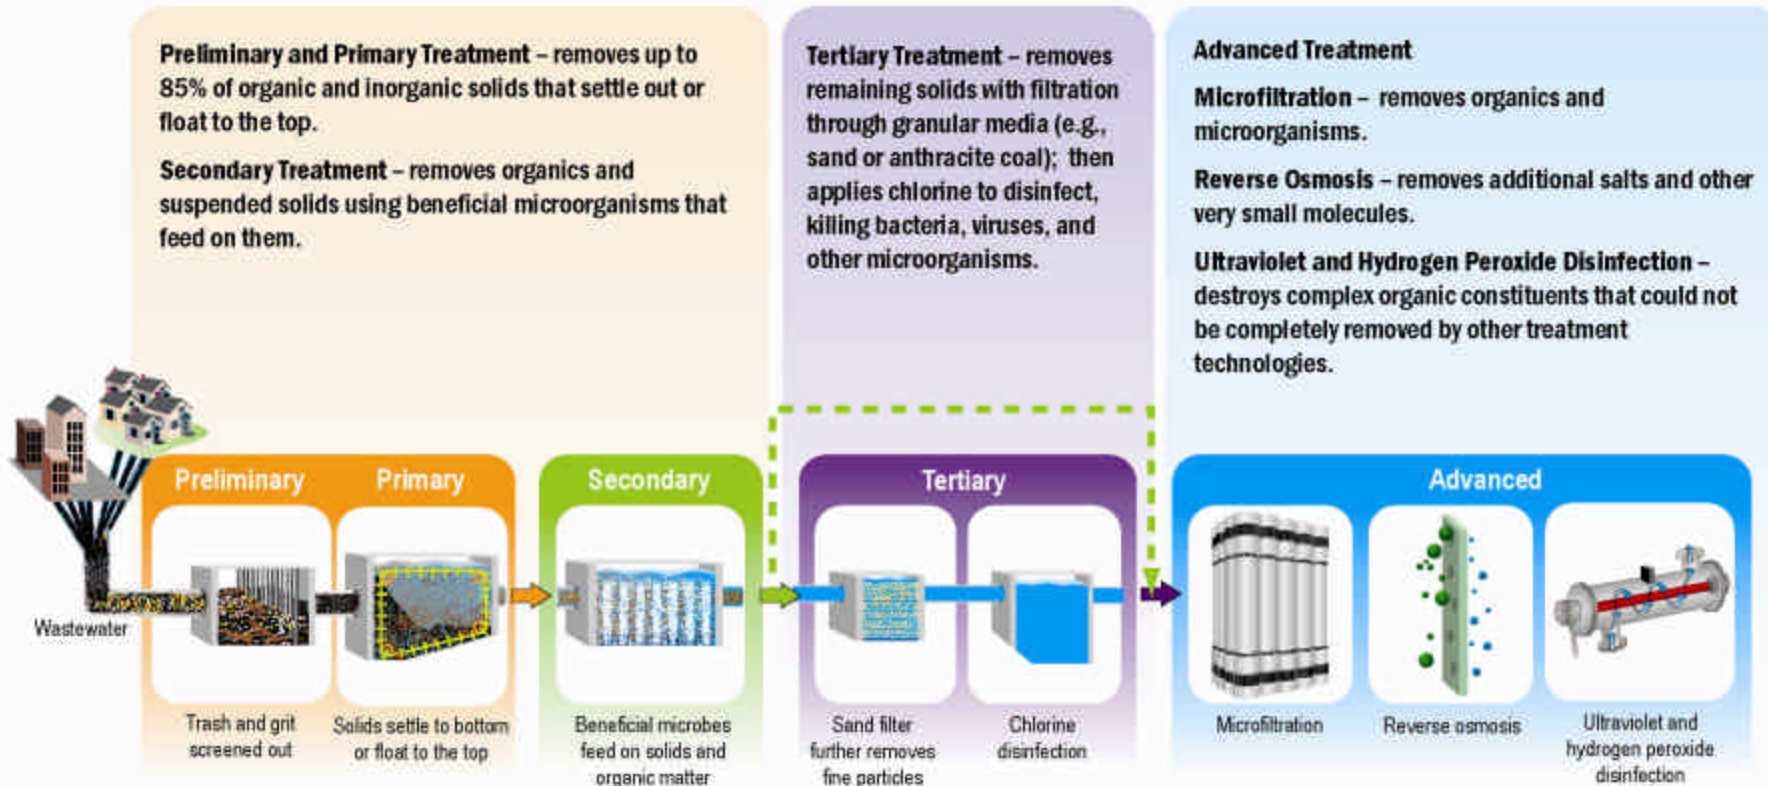 Preliminary and Primary Treatment – removes up to
85% of organic and inorganic solids that settle out or
float to the top.
Secondary Treatment – removes organics and
suspended solids using beneficial microorganisms that
feed on them.
Tertiary Treatment – removes
remaining solids with filtration
through granular media (e.g.,
sand or anthracite coal); then
applies chlorine to disinfect,
killing bacteria, viruses, and
other microorganisms.
Advanced Treatment
Microfiltration – removes organics and
microorganisms.
Reverse Osmosis – removes additional salts and other
very small molecules.
Ultraviolet and Hydrogen Peroxide Disinfection –
destroys complex organic constituents that could not
be completely removed by other treatment
technologies.
Wastewater
Preliminary
Primary
Secondary
Tertiary
Advanced
Trash and grit
screened out
Solids settle to bottom
or float to the top
Beneficial microbes
feed on solids and
organic matter
Sand filter
further removes
fine particles
Chlorine
disinfection
Microfiltration
Reverse osmosis
Ultraviolet and
hydrogen peroxide
disinfection